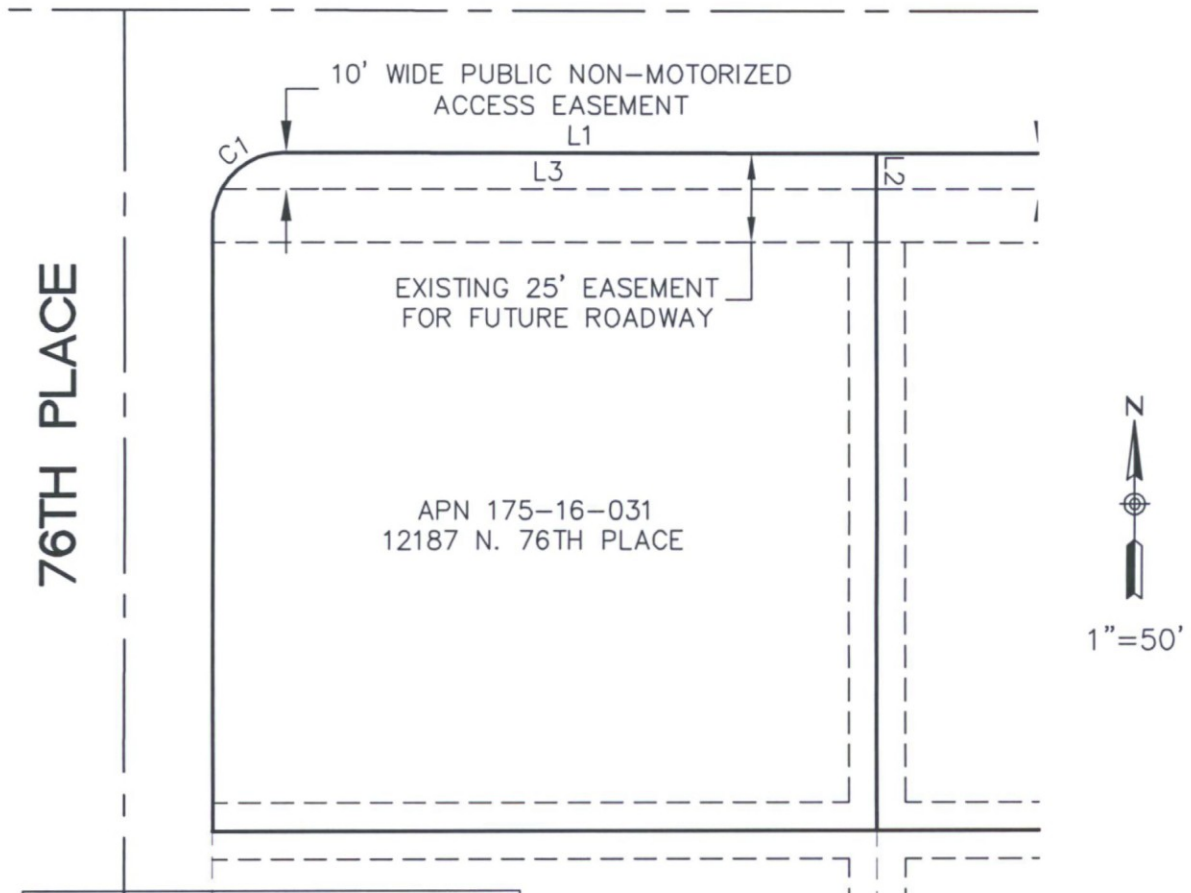 10' WIDE PUBLIC NON-MOTORIZED
ACCESS EASEMENT
L1
C1
L3
L2
EXISTING 25' EASEMENT
FOR FUTURE ROADWAY
76TH PLACE
APN 175-16-031
12187 N. 76TH PLACE
N
1"=50'